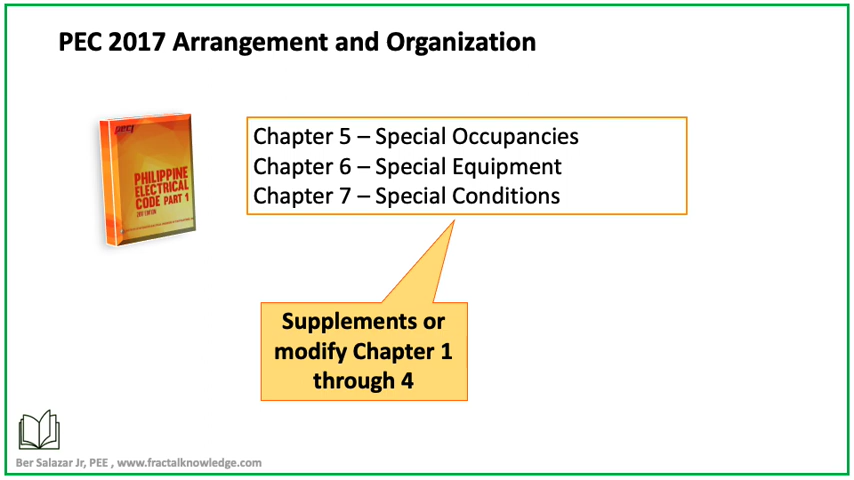 PEC 2017 Arrangement and Organization
PHILIPPINE
ELECTRICAL
CODE PART 1
Chapter 5 – Special Occupancies
Chapter 6 – Special Equipment
Chapter 7 – Special Conditions
Supplements or
modify Chapter 1
through 4
Ber Salazar Jr, PEE , www.fractalknowledge.com